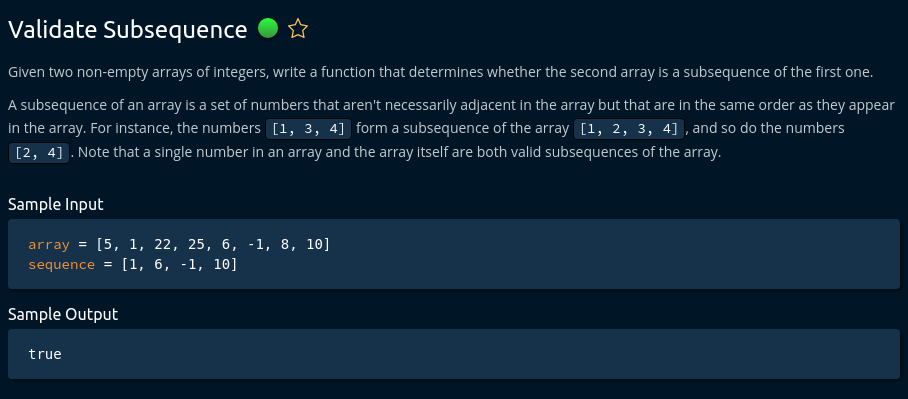 Validate Subsequence
Given two non-empty arrays of integers, write a function that determines whether the second array is a subsequence of the first one.
A subsequence of an array is a set of numbers that aren't necessarily adjacent in the array but that are in the same order as they appear
in the array. For instance, the numbers [1, 3, 4] form a subsequence of the array [1, 2, 3, 4], and so do the numbers
[2, 4]. Note that a single number in an array and the array itself are both valid subsequences of the array.
Sample Input
array = [5, 1, 22, 25, 6, -1, 8, 10]
sequence = [1, 6, -1, 10]
Sample Output
true